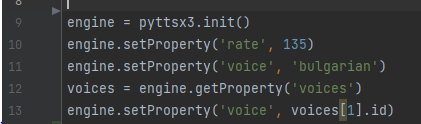 8
9 engine = pyttsx3.init()
10 engine.setProperty('rate', 135)
11 engine.setProperty('voice', 'bulgarian')
12 voices = engine.getProperty('voices')
13 engine.setProperty('voice', voices[1].id)